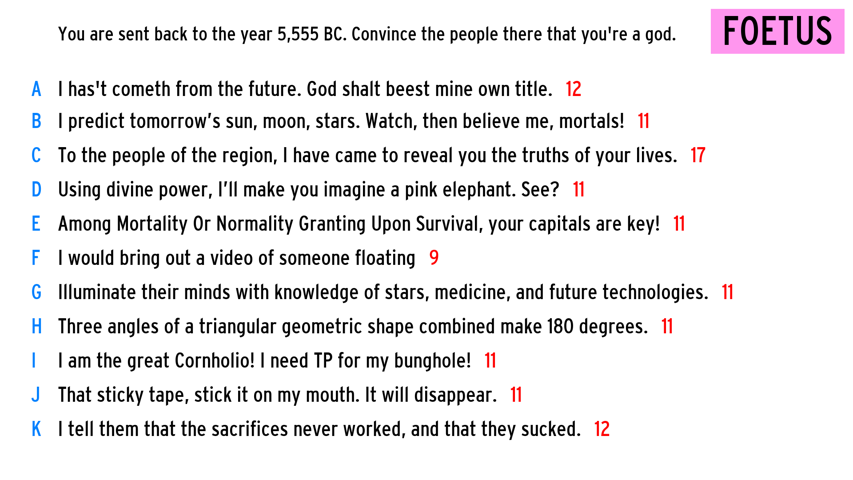 You are sent back to the year 5,555 BC. Convince the people there that you're a god.
FOETUS
A I has't cometh from the future. God shalt beest mine own title. 12
B I predict tomorrow's sun, moon, stars. Watch, then believe me, mortals! 11
C To the people of the region, I have came to reveal you the truths of your lives. 17
D Using divine power, I'll make you imagine a pink elephant. See? 11
E Among Mortality Or Normality Granting Upon Survival, your capitals are key! 11
F I would bring out a video of someone floating 9
G Illuminate their minds with knowledge of stars, medicine, and future technologies. 11
H Three angles of a triangular geometric shape combined make 180 degrees. 11
I I am the great Cornholio! I need TP for my bunghole! 11
J That sticky tape, stick it on my mouth. It will disappear. 11
K I tell them that the sacrifices never worked, and that they sucked. 12